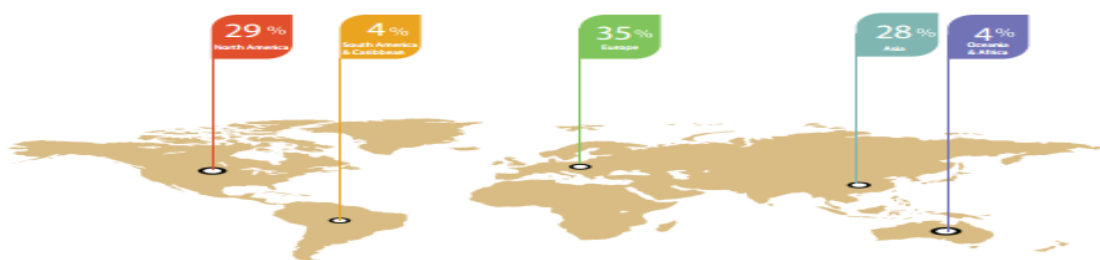 29 %
North America
4 %
South America
& Caribbean
35 %
Europe
28 %
Asia
4 %
Oceania
& Africa